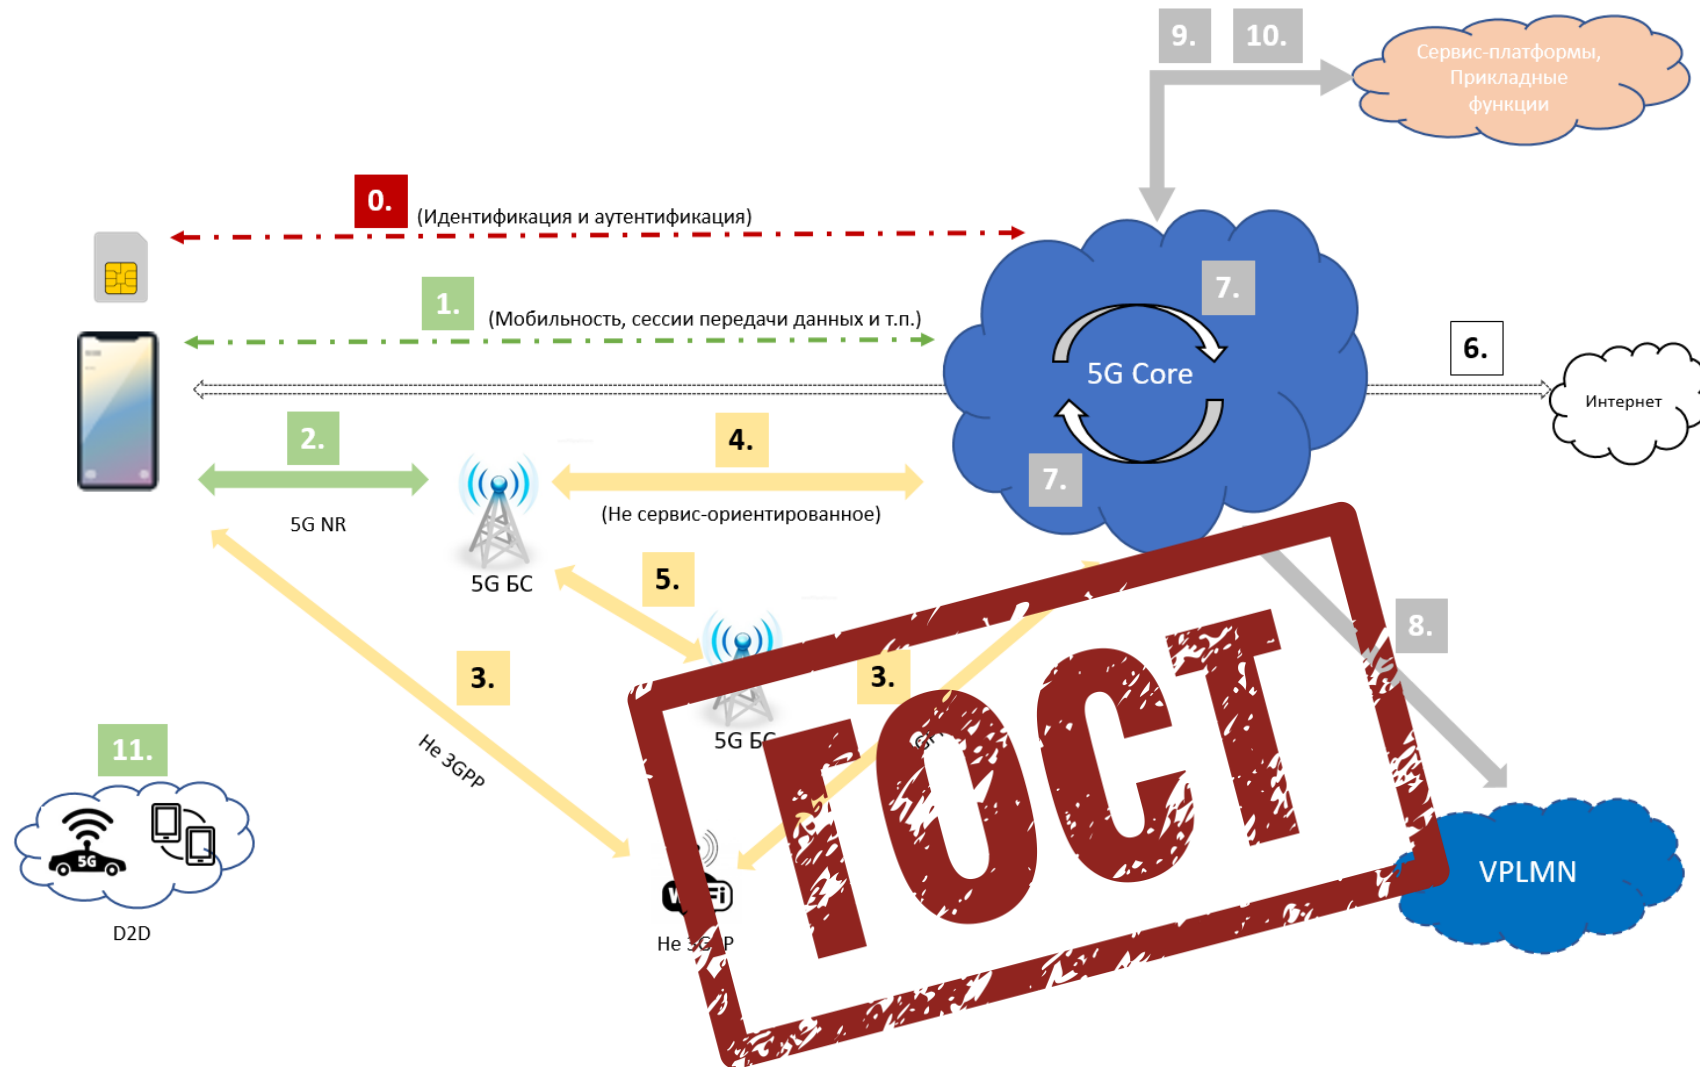 9.
10.
Сервис-платформы,
Прикладные
функции
0.
(Идентификация и аутентификация)
1.
(Мобильность, сессии передачи данных и т.п.)
7.
5G Core
6.
Интернет
2.
4.
7.
5G NR
(Не сервис-ориентированное)
5G БС
5.
8.
3.
3.
5G БС
Не 3GPP
ГОСТ
11.
5G
VPLMN
D2D
Не